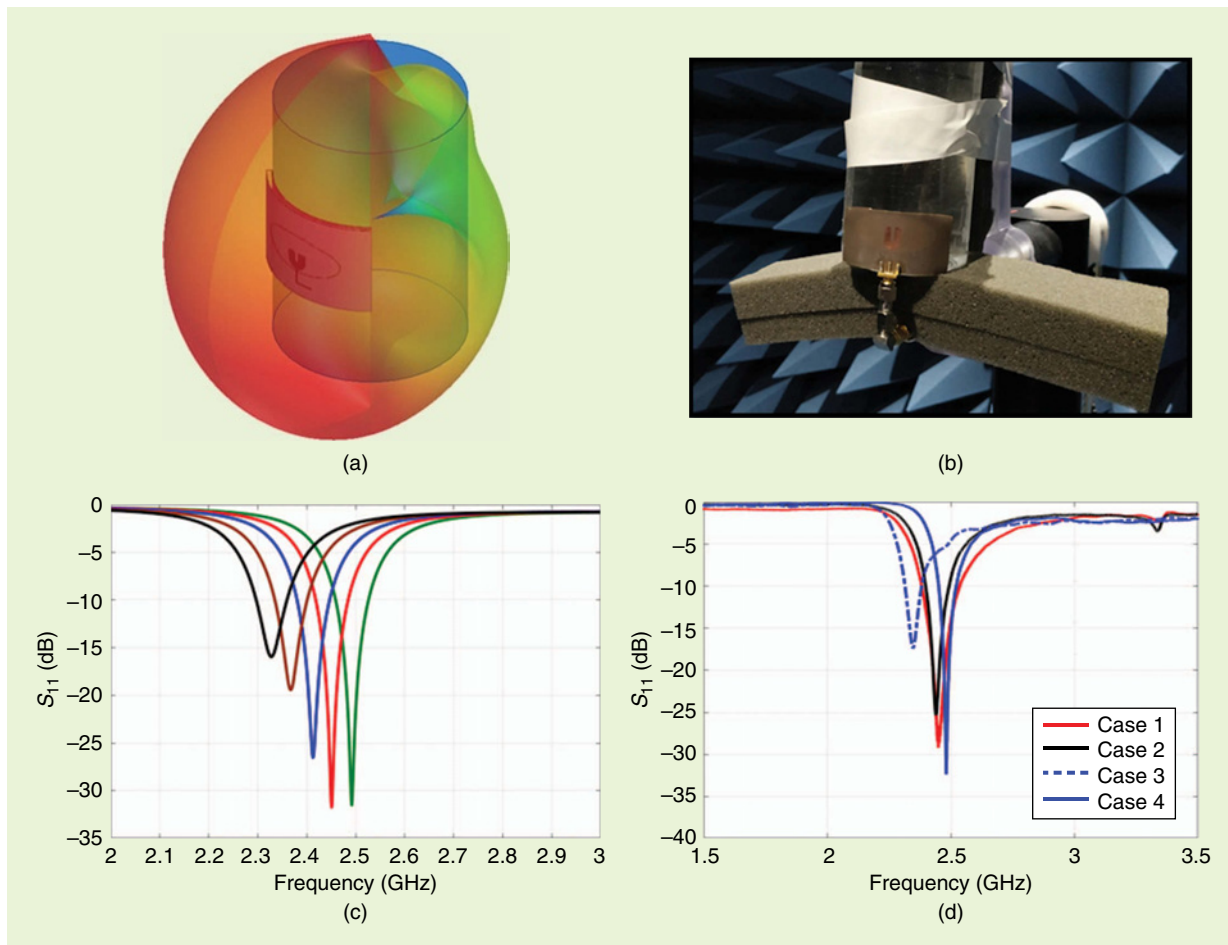 (a)
(b)
0
–5
–10
–15
–20
–25
–30
–35
S11 (dB)
2
2.1
2.2
2.3
2.4
2.5
2.6
2.7
2.8
2.9
3
Frequency (GHz)
(c)
0
–5
–10
–15
–20
–25
–30
–35
–40
S11 (dB)
Case 1
Case 2
Case 3
Case 4
1.5
2
2.5
3
3.5
Frequency (GHz)
(d)